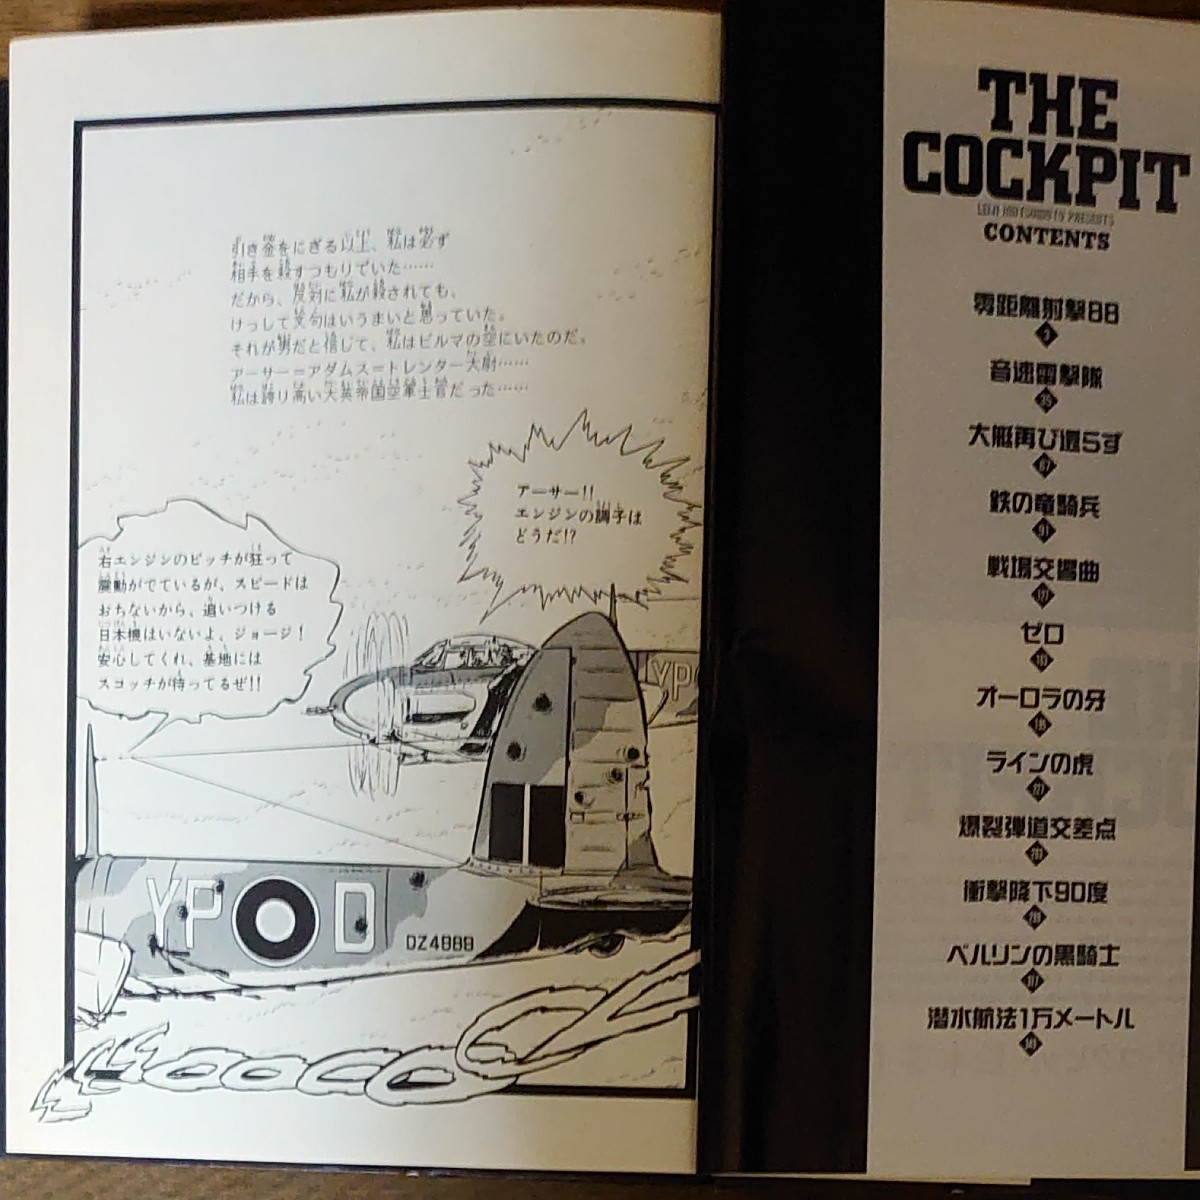 引き金をにぎる以上、私は必ず
相手を殺すつもりでいた……
だから、反対に私が殺されても、
けっして文句はいうまいと思っていた。
それが男だと信じて、私はビルマの空にいたのだ。
アーサー＝アダムス＝トレンター大尉……
私は誇り高い大英帝国空軍士官だった……
アーサー!!
エンジンの調子は
どうだ!?
右エンジンのピッチが狂って
震動がでているが、スピードは
おちないから、追いつける
日本機はいないよ、ジョージ！
安心してくれ、基地には
スコッチが待ってるぜ!!
YP
YP D
DZ4888
THE
COCKPIT
LEIJI MATSUMOTO PRESENTS
CONTENTS
零距離射撃88
3
音速雷撃隊
35
大艇再び還らず
67
鉄の竜騎兵
91
戦場交響曲
ゼロ
オーロラの牙
ラインの虎
爆裂弾道交差点
衝撃降下90度
ベルリンの黒騎士
潜水航法1万メートル